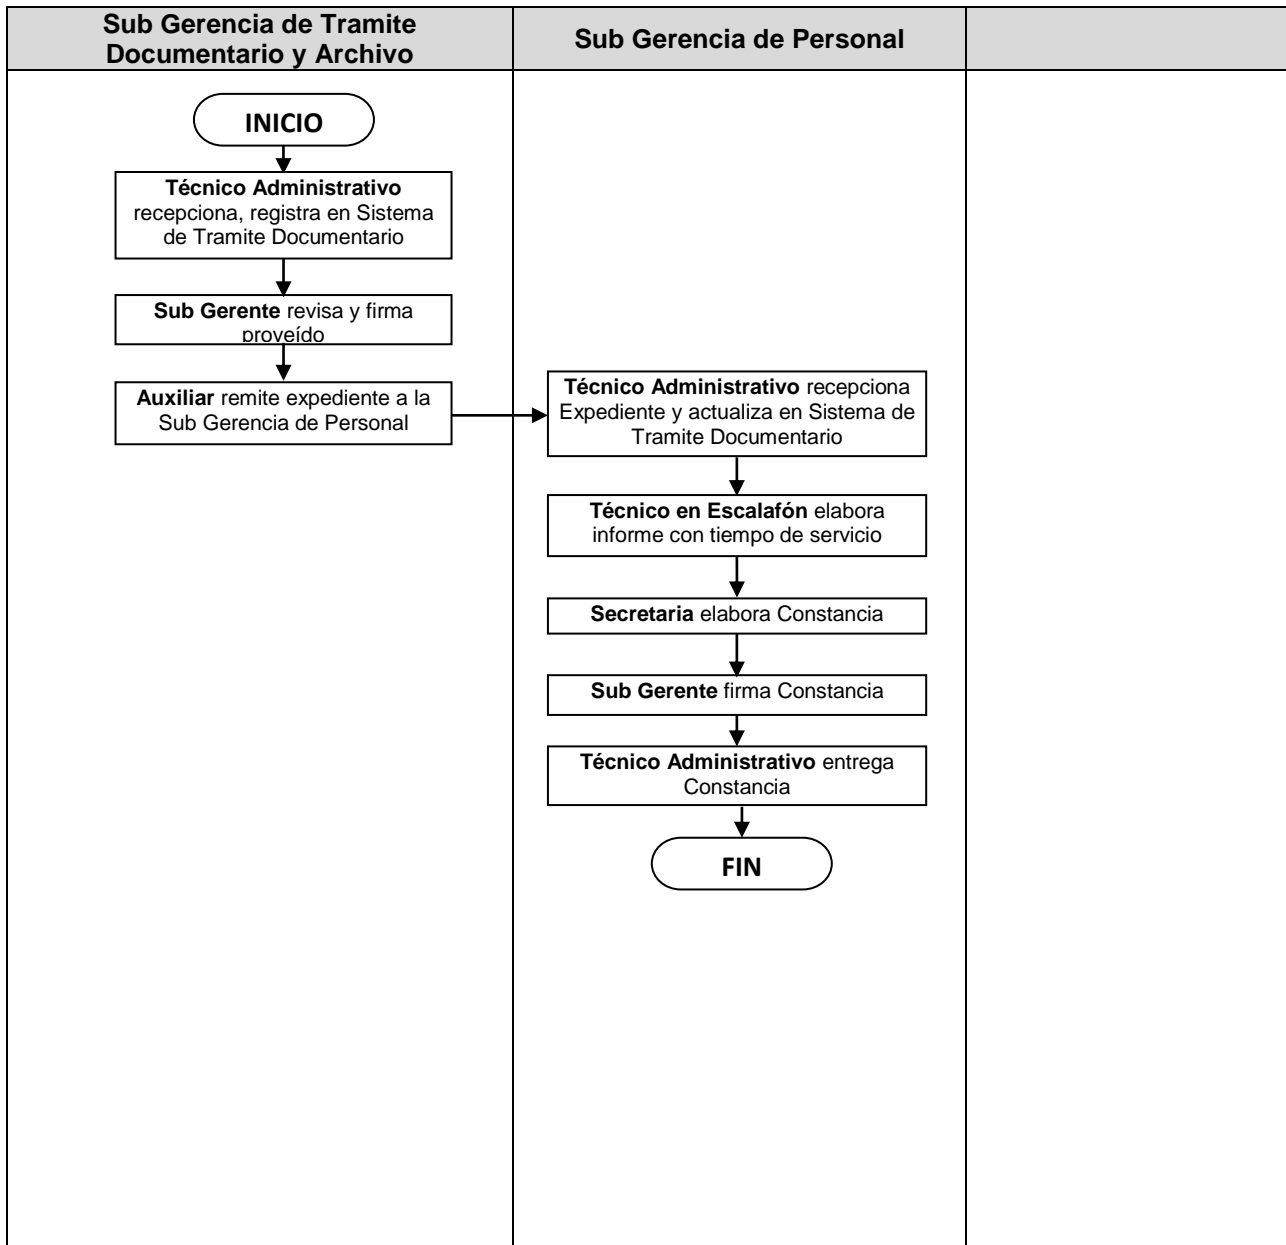 Sub Gerencia de Tramite
Documentario y Archivo
Sub Gerencia de Personal
INICIO
Técnico Administrativo
recepciona, registra en Sistema
de Tramite Documentario
Sub Gerente revisa y firma
proveído
Auxiliar remite expediente a la
Sub Gerencia de Personal
Técnico Administrativo recepciona
Expediente y actualiza en Sistema de
Tramite Documentario
Técnico en Escalafón elabora
informe con tiempo de servicio
Secretaria elabora Constancia
Sub Gerente firma Constancia
Técnico Administrativo entrega
Constancia
FIN